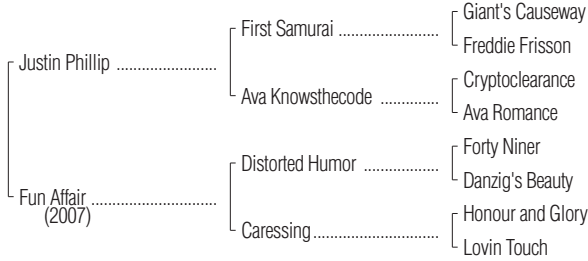 Giant's Causeway
First Samurai ........................
Freddie Frisson
Justin Phillip ........................
Cryptoclearance
Ava Knowsthecode ..............
Ava Romance
Forty Niner
Distorted Humor ..................
Danzig's Beauty
Fun Affair ..............................
(2007)
Honour and Glory
Caressing..............................
Lovin Touch